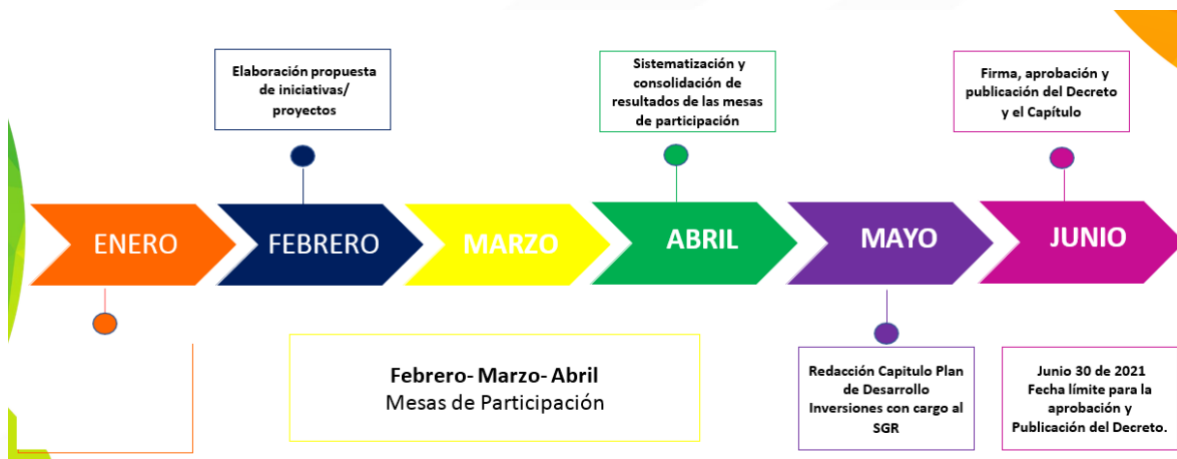 Elaboración propuesta
de iniciativas/
proyectos
Sistematización y
consolidación de
resultados de las mesas
de participación
Firma, aprobación y
publicación del Decreto
y el Capítulo
ENERO
FEBRERO
MARZO
ABRIL
MAYO
JUNIO
Febrero- Marzo- Abril
Mesas de Participación
Redacción Capitulo Plan
de Desarrollo
Inversiones con cargo al
SGR
Junio 30 de 2021
Fecha límite para la
aprobación y
Publicación del Decreto.